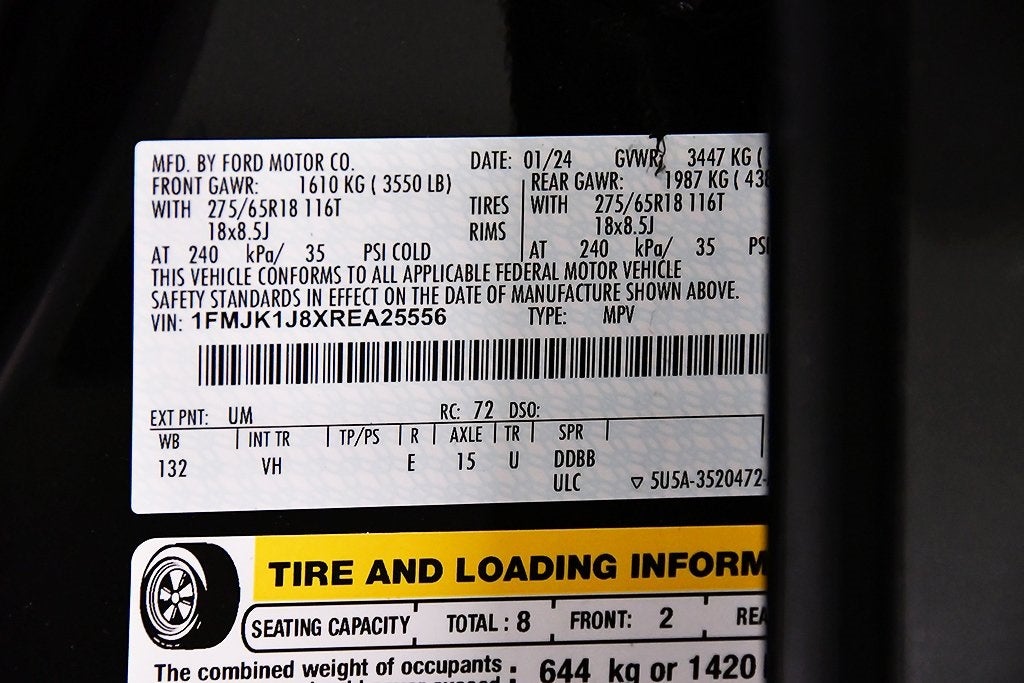 MFD. BY FORD MOTOR CO. DATE: 01/24 GVWR: 3447 KG (
FRONT GAWR: 1610 KG ( 3550 LB) REAR GAWR: 1987 KG ( 438
WITH 275/65R18 116T TIRES WITH 275/65R18 116T
18x8.5J RIMS 18x8.5J
AT 240 kPa/ 35 PSI COLD AT 240 kPa/ 35 PSI
THIS VEHICLE CONFORMS TO ALL APPLICABLE FEDERAL MOTOR VEHICLE
SAFETY STANDARDS IN EFFECT ON THE DATE OF MANUFACTURE SHOWN ABOVE.
VIN: 1FMJK1J8XREA25556 TYPE: MPV
EXT PNT: UM RC: 72 DSO:
WB INT TR TP/PS R AXLE TR SPR
132 VH E 15 U DDBB
ULC ▽ 5U5A-3520472-
TIRE AND LOADING INFORM
SEATING CAPACITY TOTAL : 8 FRONT: 2 REA
The combined weight of occupants : 644 kg or 1420